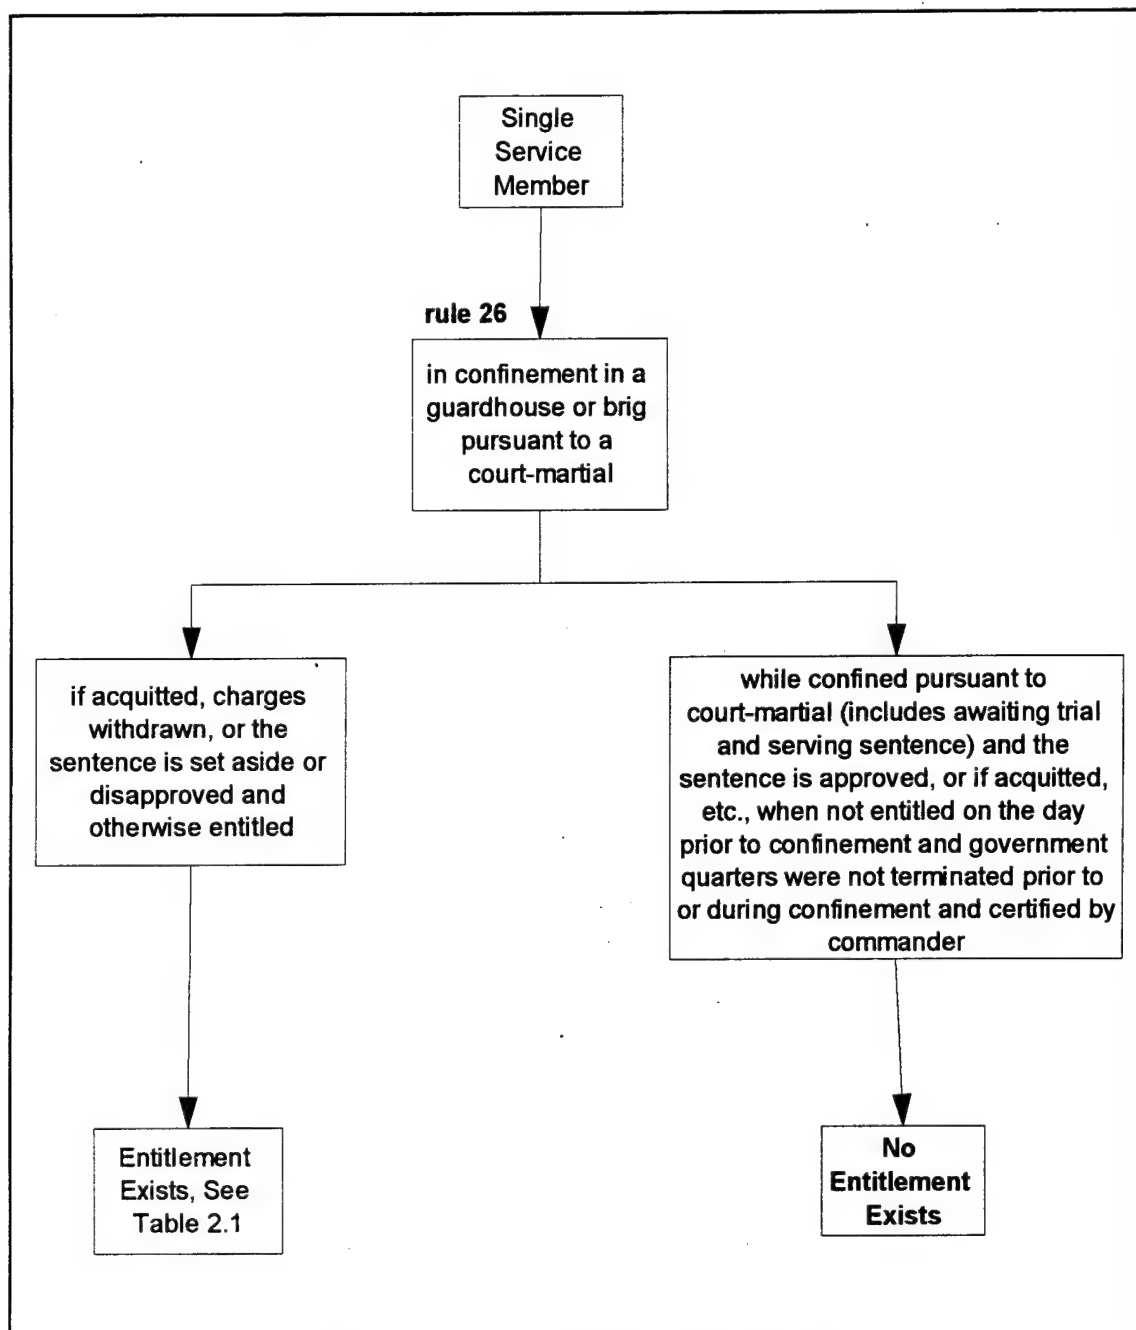 Single
Service
Member
rule 26
in confinement in a
guardhouse or brig
pursuant to a
court-martial
if acquitted, charges
withdrawn, or the
sentence is set aside or
disapproved and
otherwise entitled
while confined pursuant to
court-martial (includes awaiting trial
and serving sentence) and the
sentence is approved, or if acquitted,
etc., when not entitled on the day
prior to confinement and government
quarters were not terminated prior to
or during confinement and certified by
commander
Entitlement
Exists, See
Table 2.1
No
Entitlement
Exists